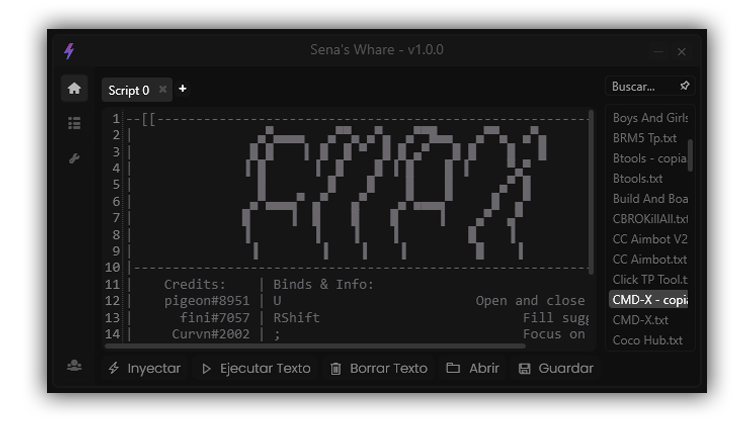 Sena's Whare - v1.0.0
Script 0
Buscar...
1 --[[--------------------------------------------------------
2 |
3 |
4 |
5 |
6 |
7 |
8 |
9 |
10 ----------------------------------------------------------
11 | Credits: | Binds & Info:
12 | pigeon#8951 | U Open and close
13 | fini#7057 | RShift Fill sugg
14 | Curvn#2002 | ; Focus on
Boys And Girls
BRM5 Tp.txt
Btools - copia
Btools.txt
Build And Boa
CBROKillAll.txt
CC Aimbot V2
CC Aimbot.txt
Click TP Tool.t
CMD-X - copia
CMD-X.txt
Coco Hub.txt
Inyectar
Ejecutar Texto
Borrar Texto
Abrir
Guardar